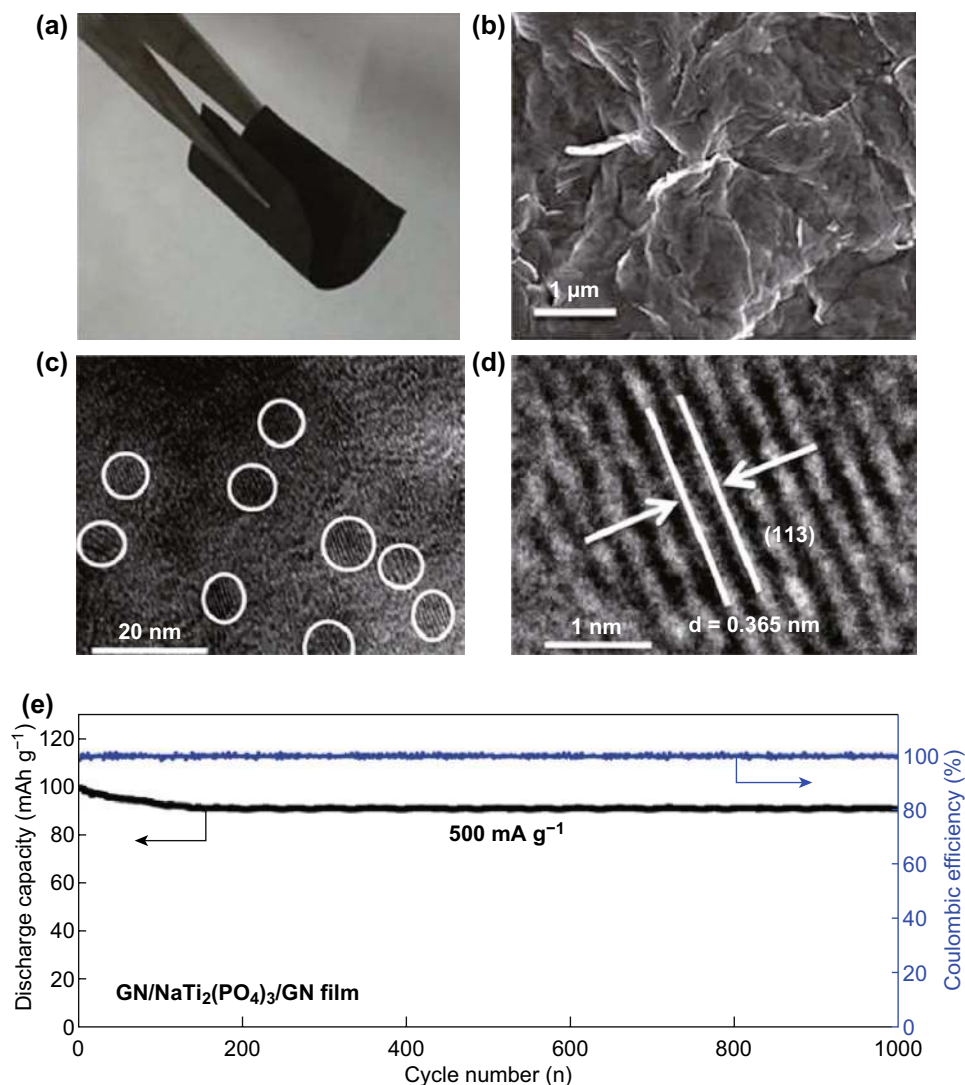 (a)
(b)
1 μm
(c)
20 nm
(d)
(113)
d = 0.365 nm
1 nm
(e)
Discharge capacity (mAh g⁻¹)
120
100
80
60
40
20
0
500 mA g⁻¹
GN/NaTi₂(PO₄)₃/GN film
100
80
60
40
20
0
Coulombic efficiency (%)
0 200 400 600 800 1000
Cycle number (n)